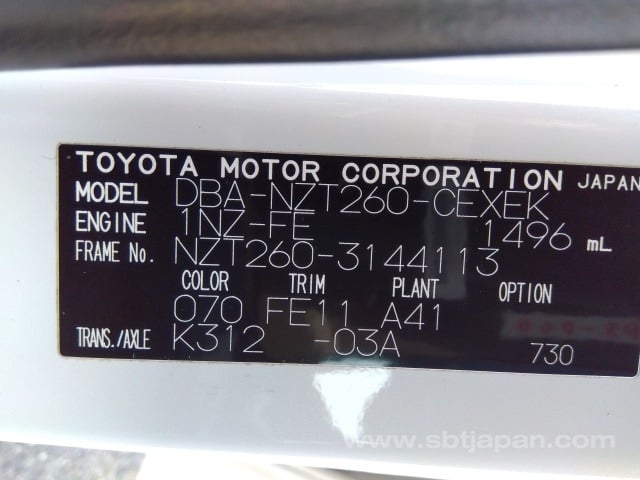 TOYOTA MOTOR CORPORATION JAPAN
MODEL DBA-NZT260-CEXEK
ENGINE 1NZ-FE 1496 mL
FRAME No. NZT260-3144113
COLOR TRIM PLANT OPTION
070 FE11 A41
TRANS./AXLE K312 -03A 730
www.sbtjapan.com